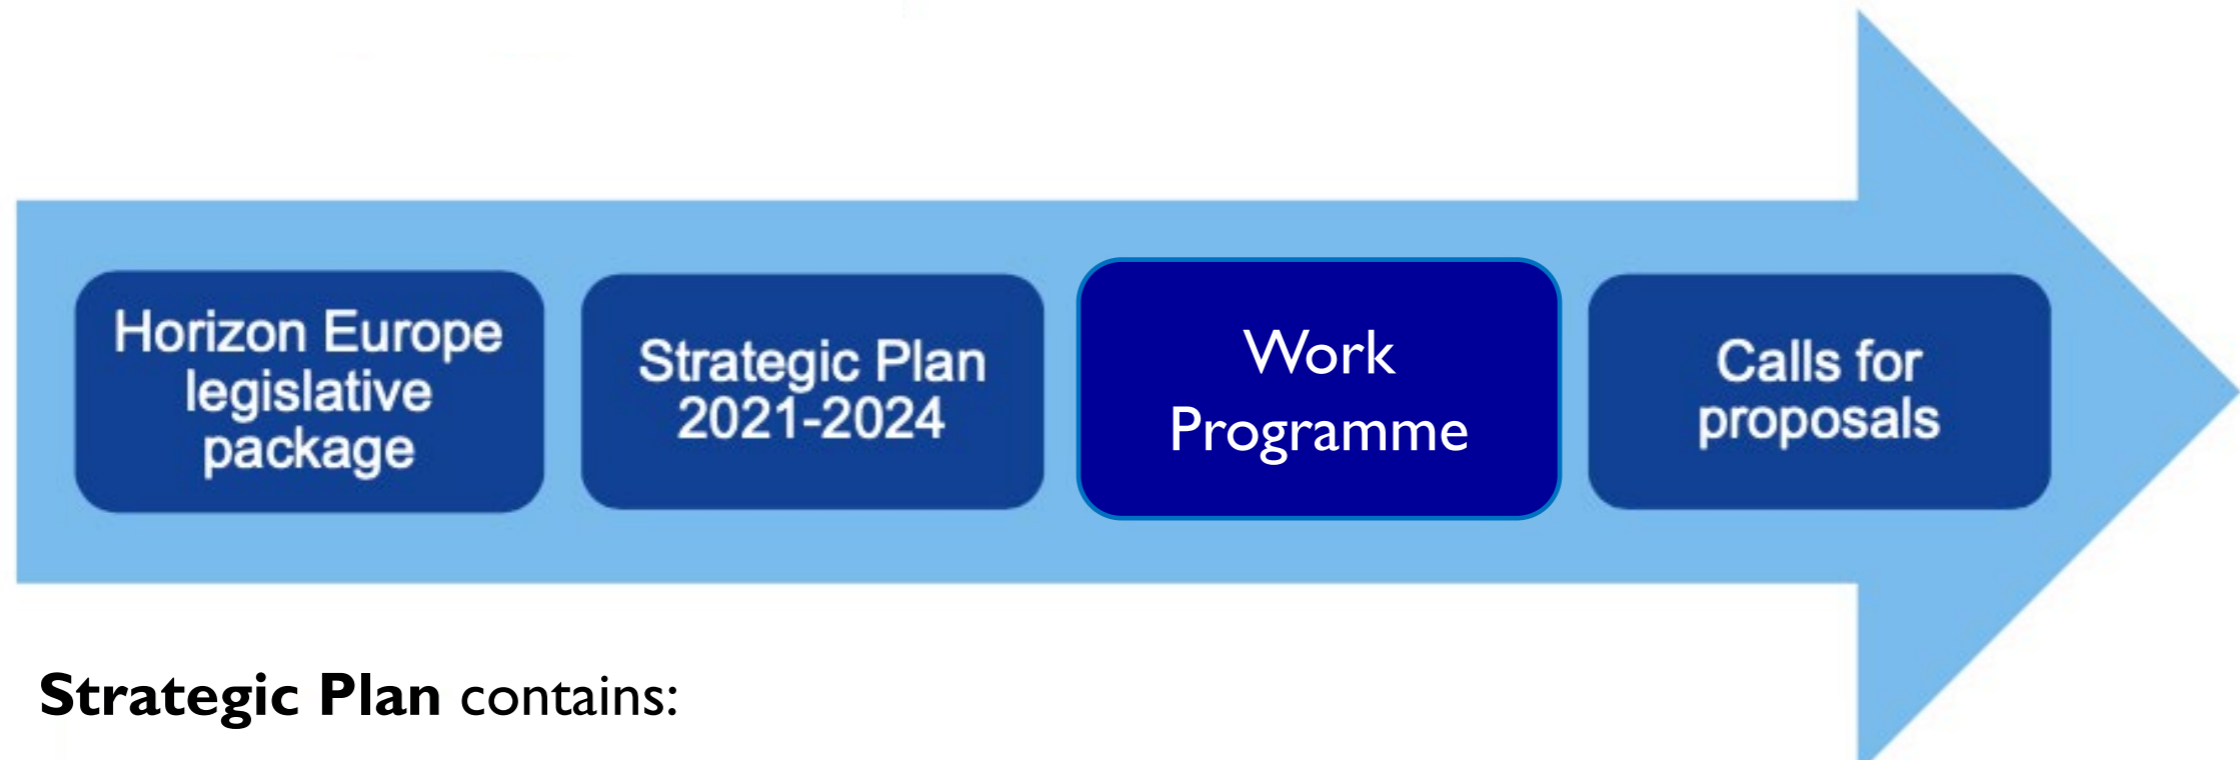 Horizon Europe
legislative
package
Strategic Plan
2021-2024
Work
Programme
Calls for
proposals
Strategic Plan contains: